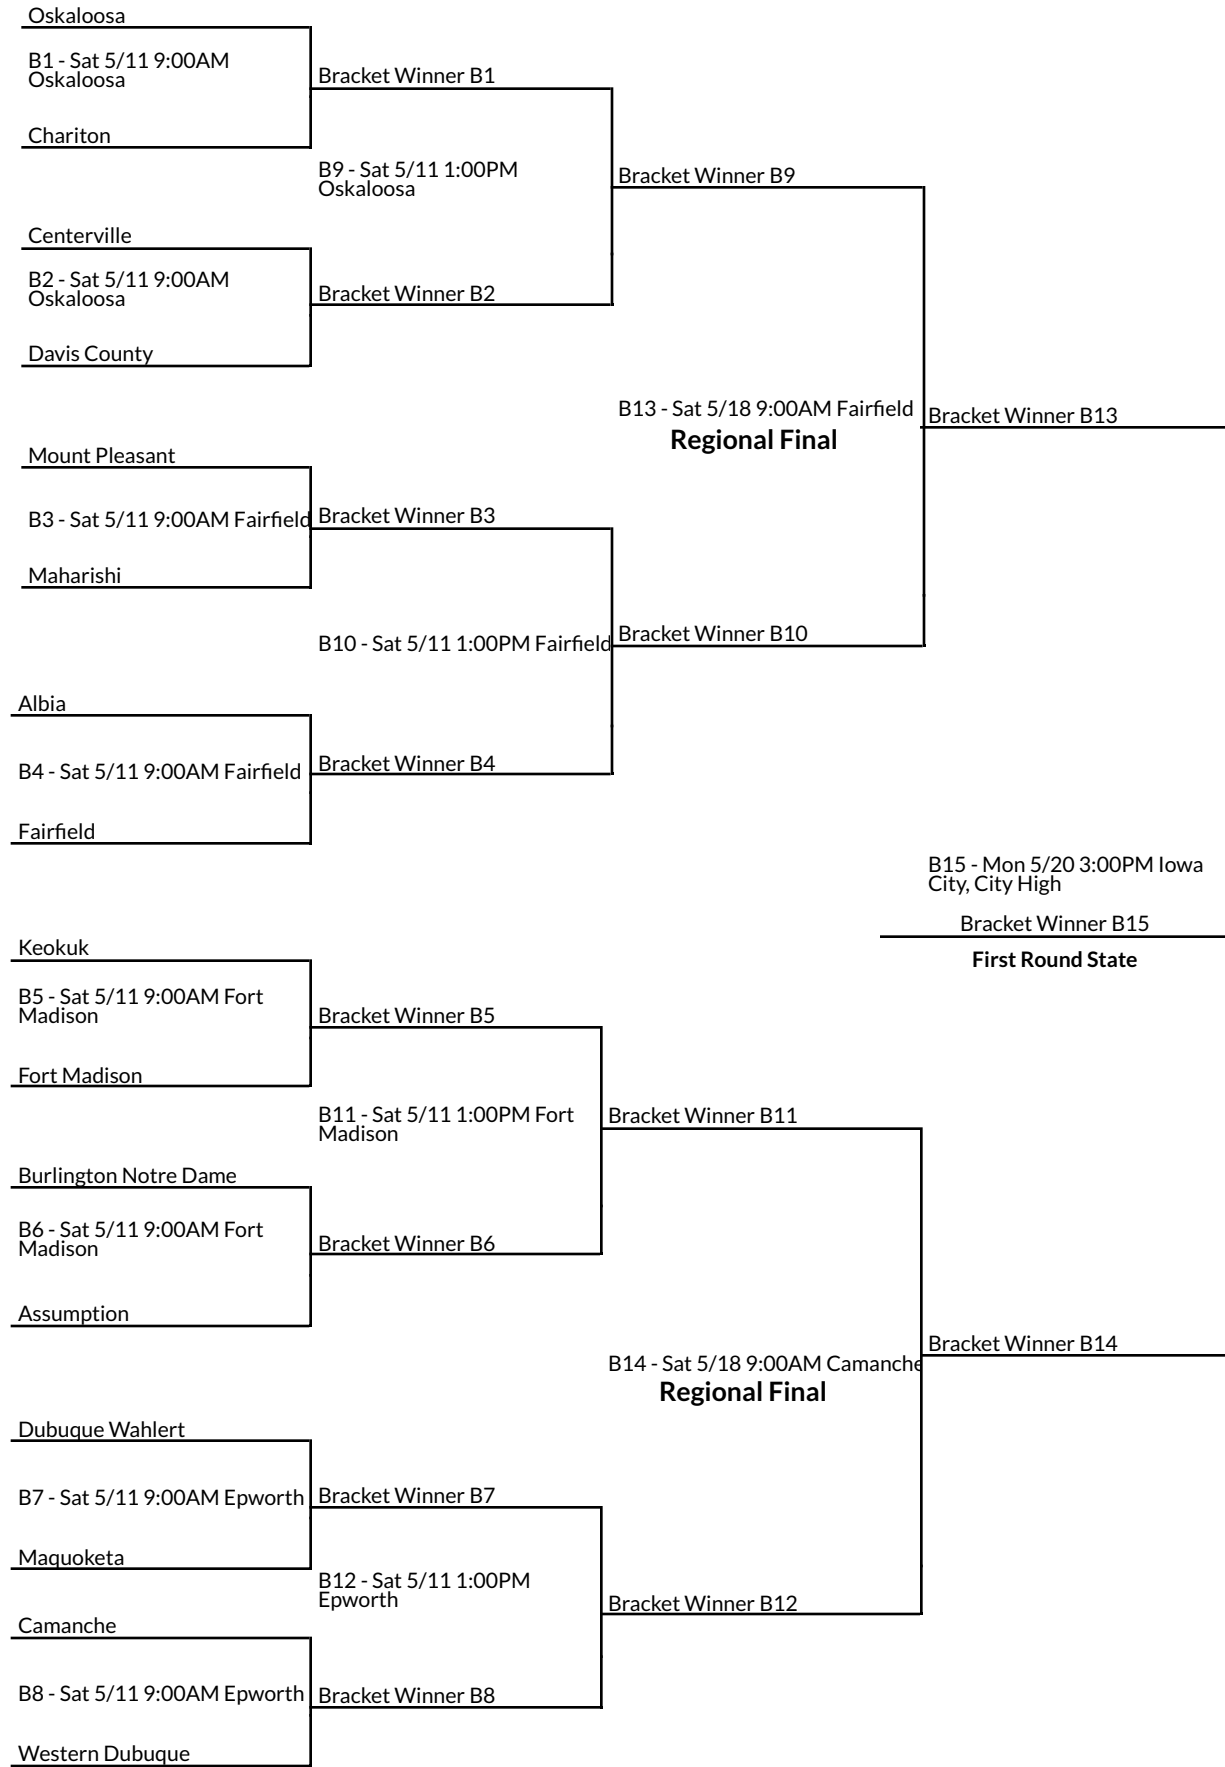 Oskaloosa
B1 - Sat 5/11 9:00AM
Oskaloosa
Bracket Winner B1
Chariton
B9 - Sat 5/11 1:00PM
Oskaloosa
Bracket Winner B9
Centerville
B2 - Sat 5/11 9:00AM
Oskaloosa
Bracket Winner B2
Davis County
B13 - Sat 5/18 9:00AM Fairfield
Regional Final
Bracket Winner B13
Mount Pleasant
B3 - Sat 5/11 9:00AM Fairfield
Bracket Winner B3
Maharishi
B10 - Sat 5/11 1:00PM Fairfield
Bracket Winner B10
Albia
B4 - Sat 5/11 9:00AM Fairfield
Bracket Winner B4
Fairfield
B15 - Mon 5/20 3:00PM Iowa
City, City High
Bracket Winner B15
First Round State
Keokuk
B5 - Sat 5/11 9:00AM Fort
Madison
Bracket Winner B5
Fort Madison
B11 - Sat 5/11 1:00PM Fort
Madison
Bracket Winner B11
Burlington Notre Dame
B6 - Sat 5/11 9:00AM Fort
Madison
Bracket Winner B6
Assumption
B14 - Sat 5/18 9:00AM Camanche
Regional Final
Bracket Winner B14
Dubuque Wahlert
B7 - Sat 5/11 9:00AM Epworth
Bracket Winner B7
Maquoketa
B12 - Sat 5/11 1:00PM
Epworth
Bracket Winner B12
Camanche
B8 - Sat 5/11 9:00AM Epworth
Bracket Winner B8
Western Dubuque